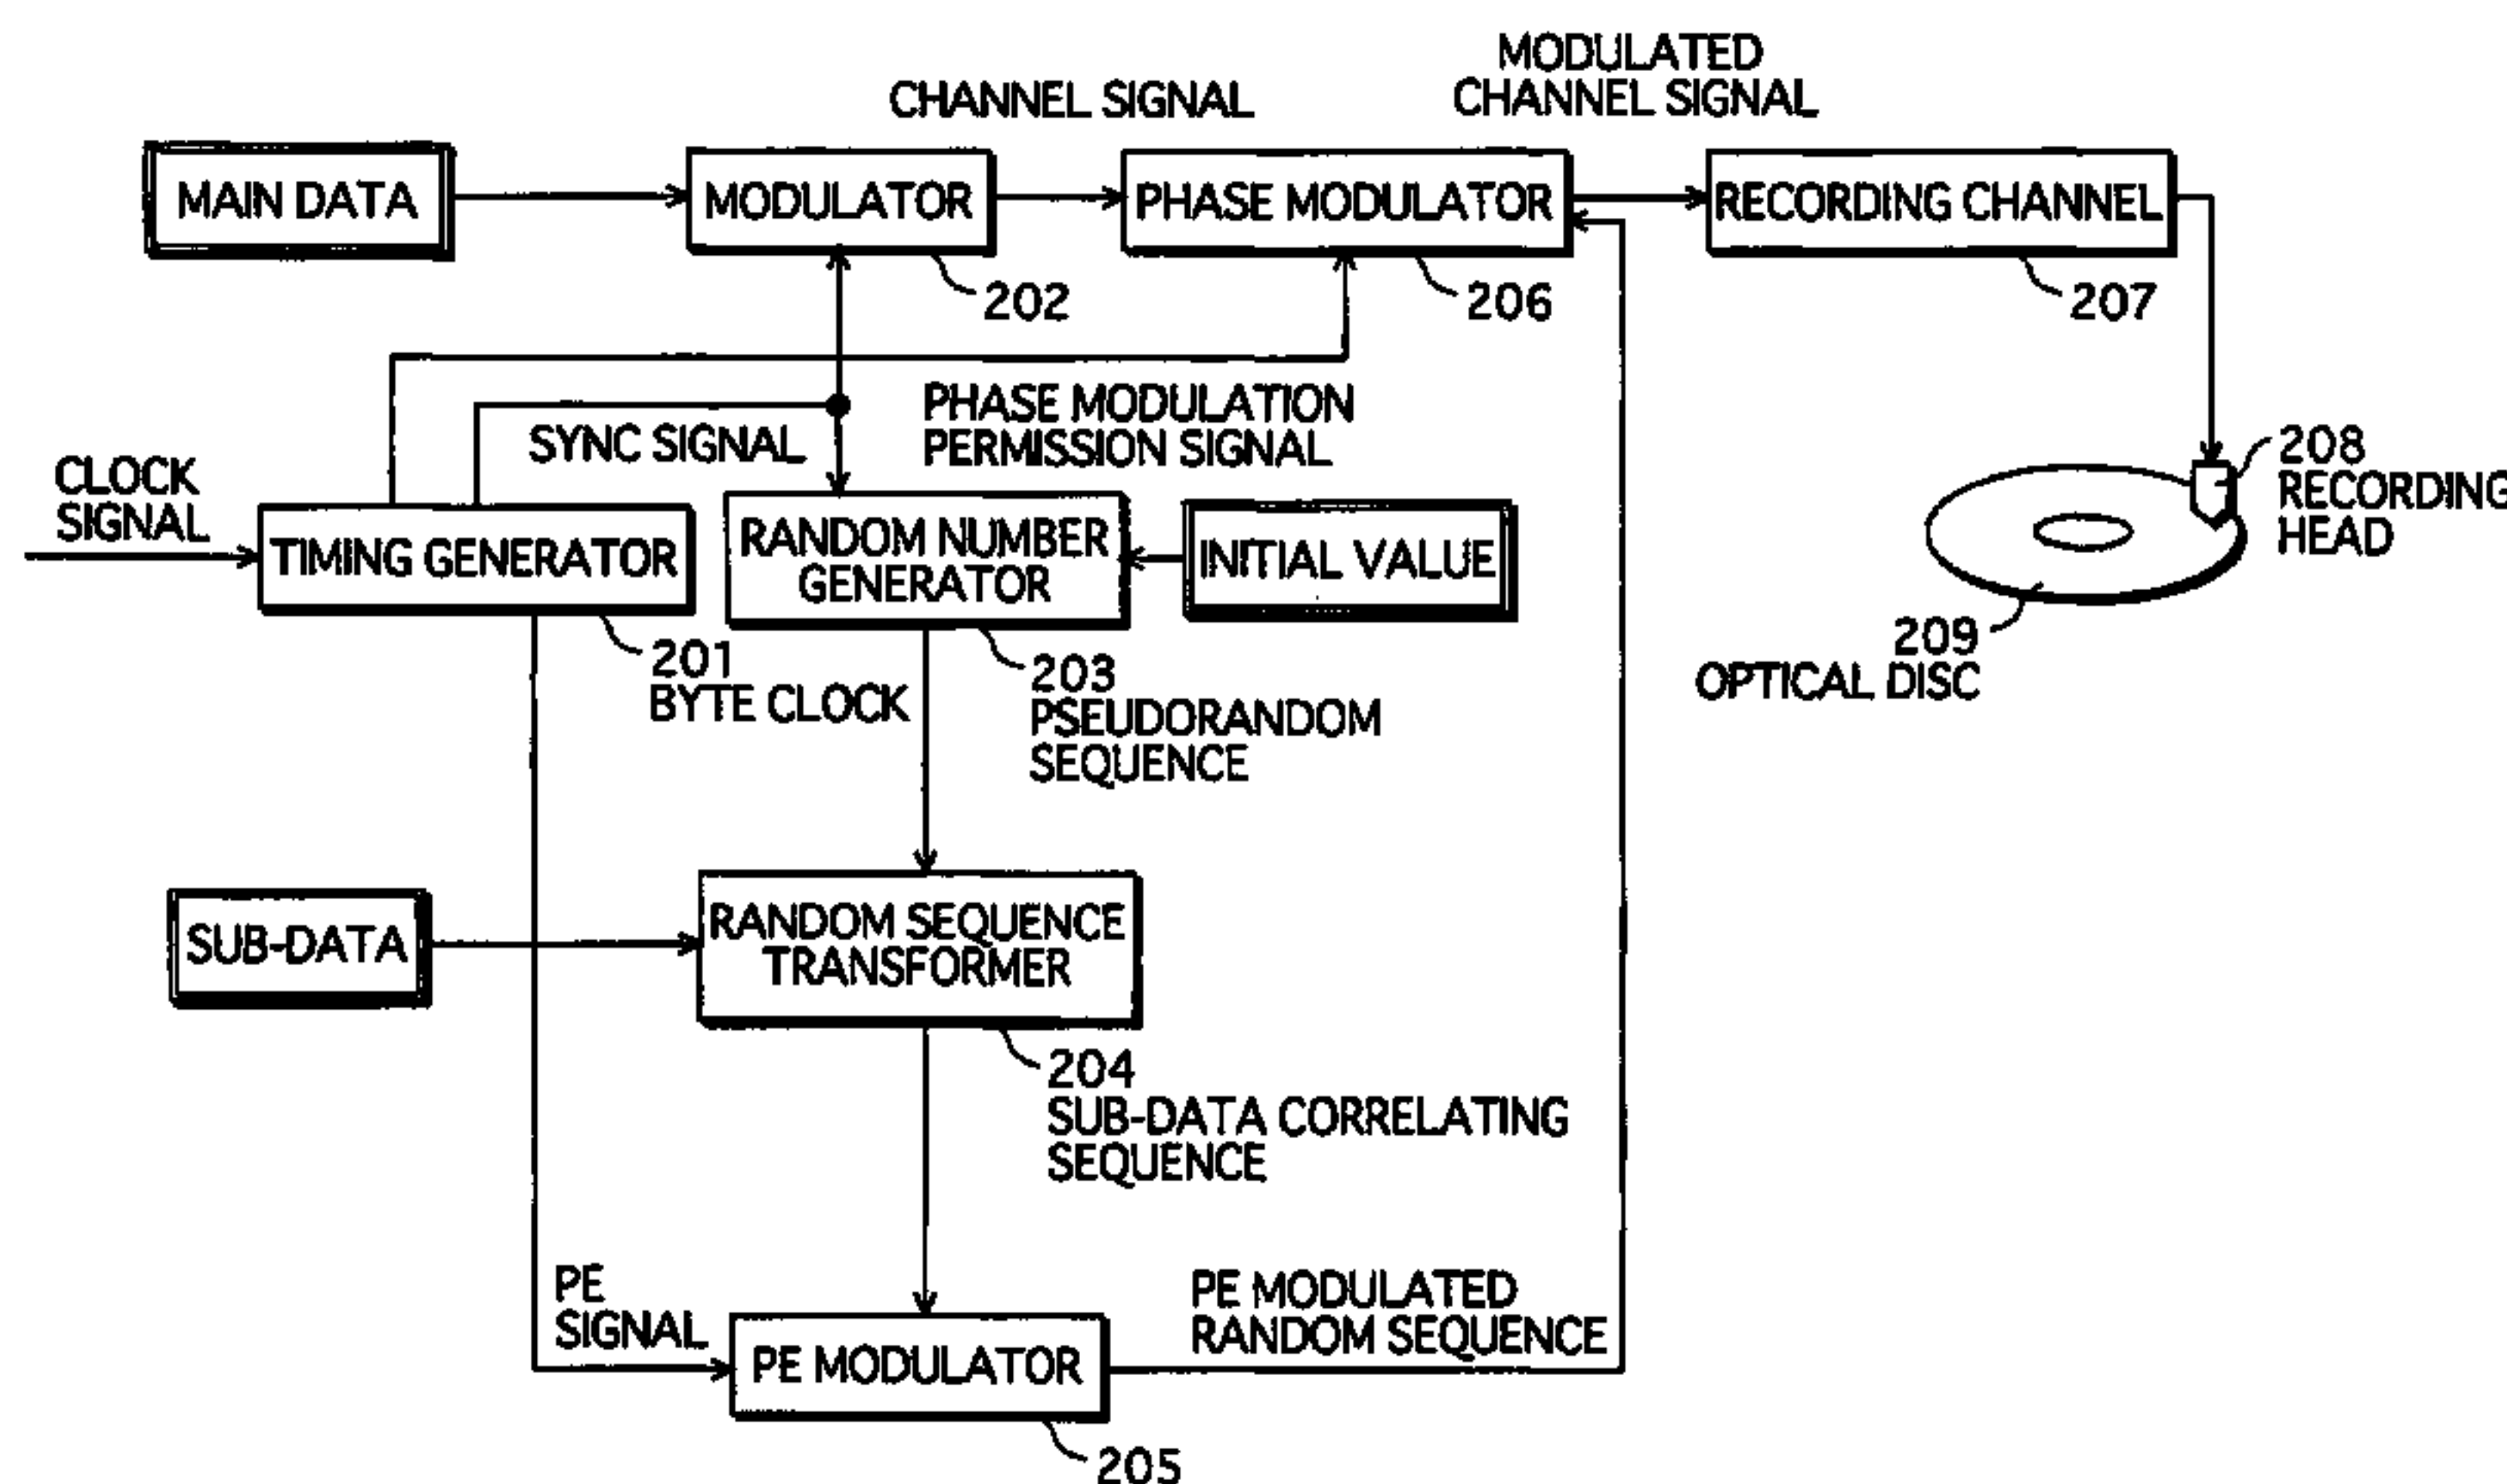 MODULATED
CHANNEL SIGNAL
CHANNEL SIGNAL
MAIN DATA
MODULATOR
PHASE MODULATOR
RECORDING CHANNEL
202
206
207
PHASE MODULATION
PERMISSION SIGNAL
SYNC SIGNAL
CLOCK
SIGNAL
208
RECORDING
HEAD
TIMING GENERATOR
RANDOM NUMBER
GENERATOR
INITIAL VALUE
201
BYTE CLOCK
203
PSEUDORANDOM
SEQUENCE
209
OPTICAL DISC
SUB-DATA
RANDOM SEQUENCE
TRANSFORMER
204
SUB-DATA CORRELATING
SEQUENCE
PE
SIGNAL
PE MODULATOR
PE MODULATED
RANDOM SEQUENCE
205